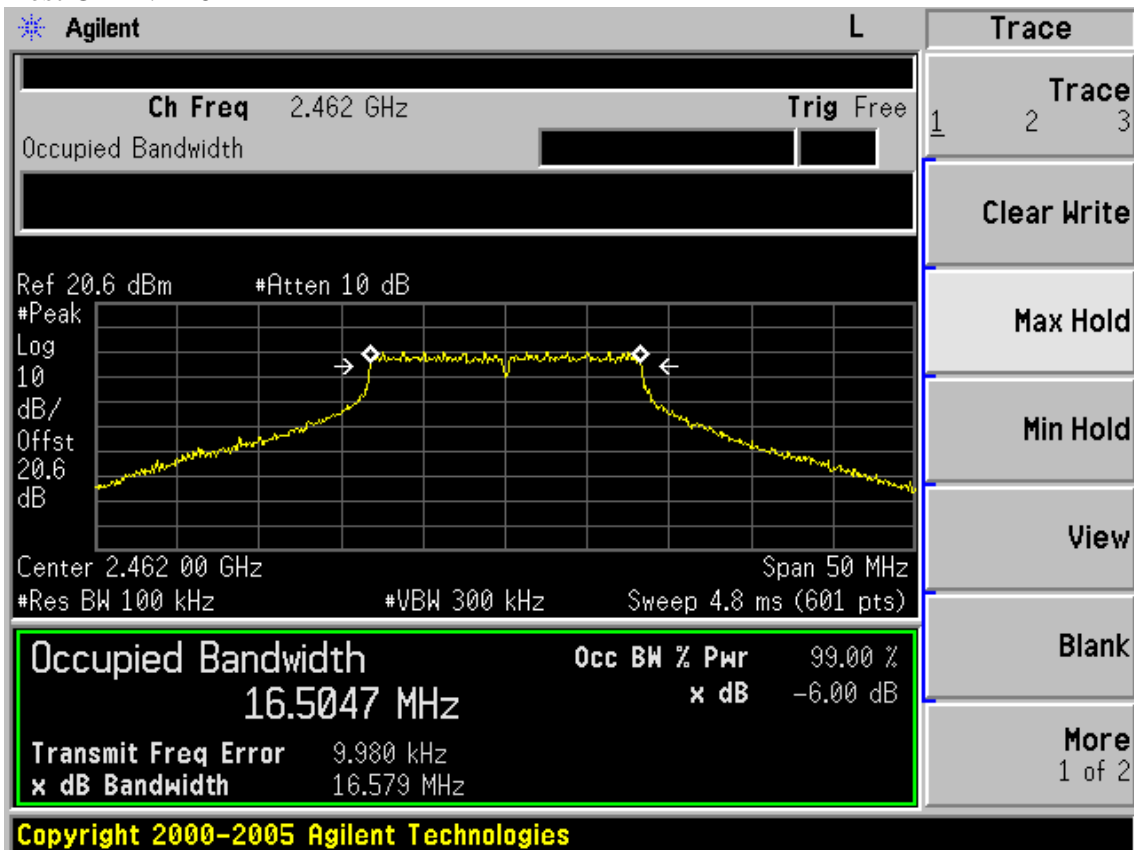 Agilent L
Trace
Ch Freq 2.462 GHz Trig Free
Occupied Bandwidth
Trace
1 2 3
Clear Write
Ref 20.6 dBm #Atten 10 dB
#Peak
Log
10
dB/
Offst
20.6
dB
Max Hold
Min Hold
View
Center 2.462 00 GHz Span 50 MHz
#Res BW 100 kHz #VBW 300 kHz Sweep 4.8 ms (601 pts)
Occupied Bandwidth Occ BW % Pwr 99.00 %
16.5047 MHz x dB -6.00 dB
Transmit Freq Error 9.980 kHz
x dB Bandwidth 16.579 MHz
Blank
More
1 of 2
Copyright 2000-2005 Agilent Technologies